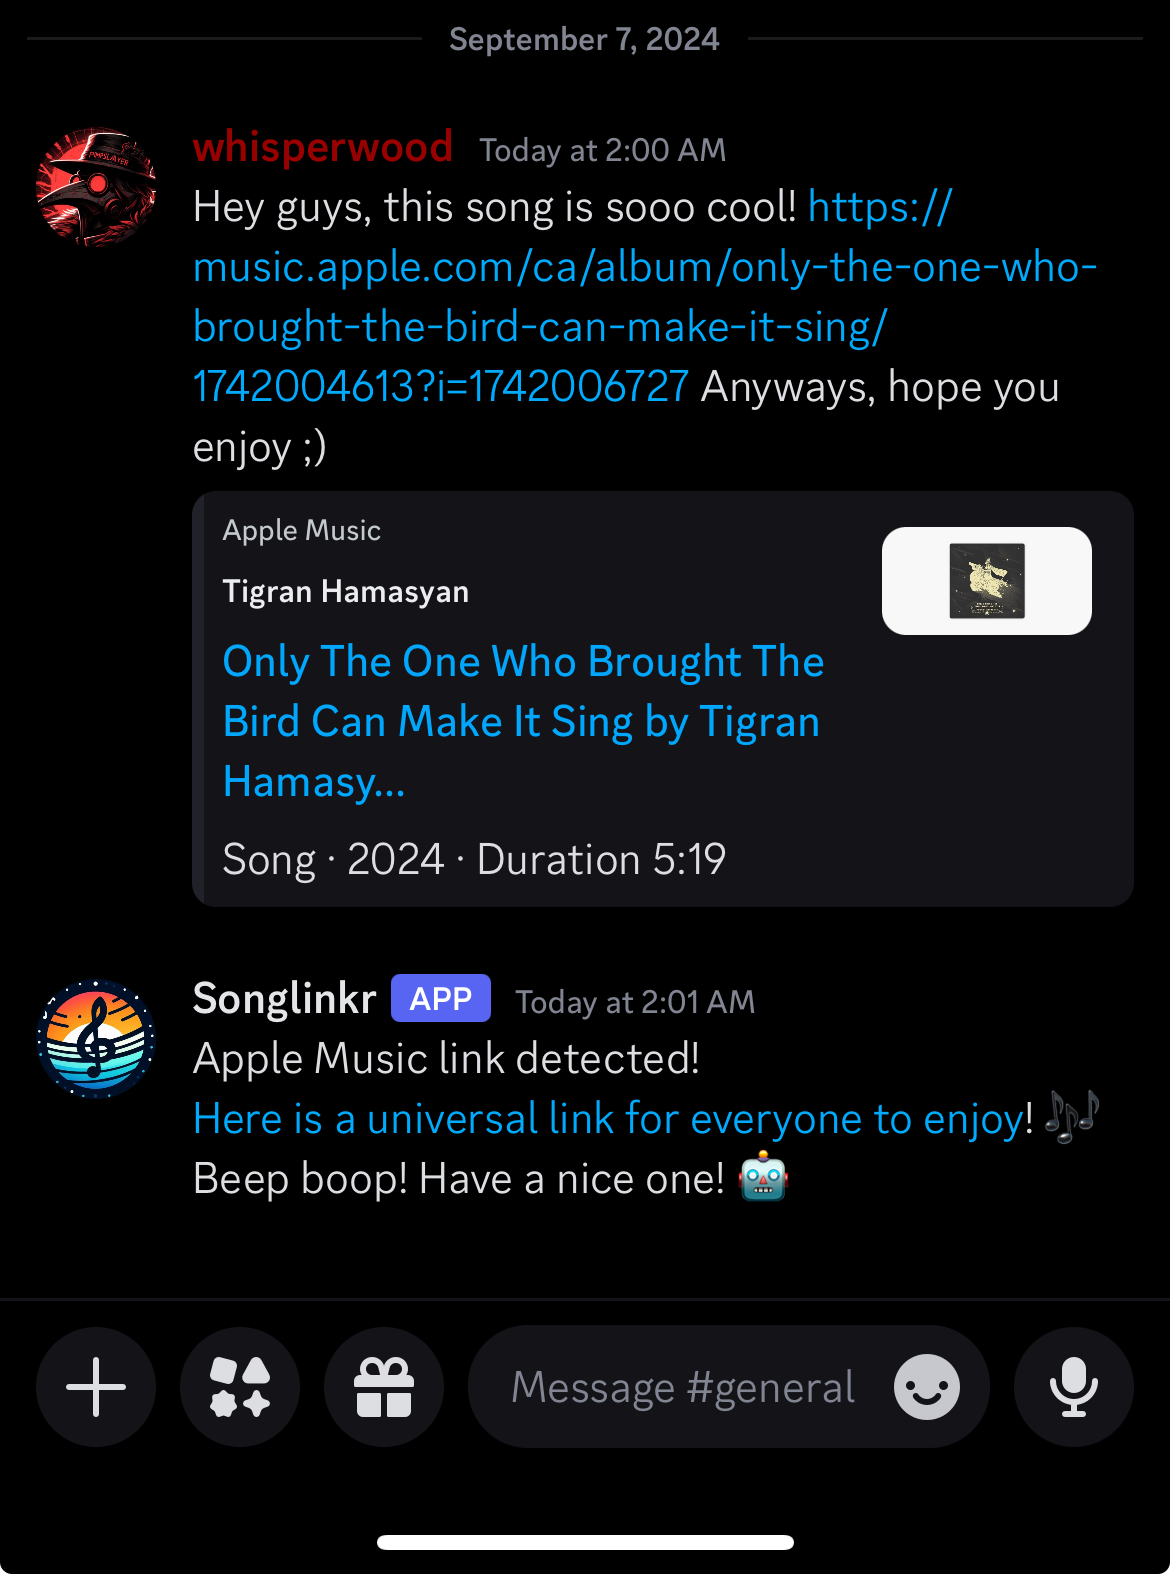 September 7, 2024
whisperwood Today at 2:00 AM
Hey guys, this song is sooo cool! https://
music.apple.com/ca/album/only-the-one-who-
brought-the-bird-can-make-it-sing/
1742004613?i=1742006727 Anyways, hope you
enjoy ;)
Apple Music
Tigran Hamasyan
Only The One Who Brought The
Bird Can Make It Sing by Tigran
Hamasy...
Song · 2024 · Duration 5:19
Songlinkr APP Today at 2:01 AM
Apple Music link detected!
Here is a universal link for everyone to enjoy! 🎶
Beep boop! Have a nice one! 🤖
Message #general